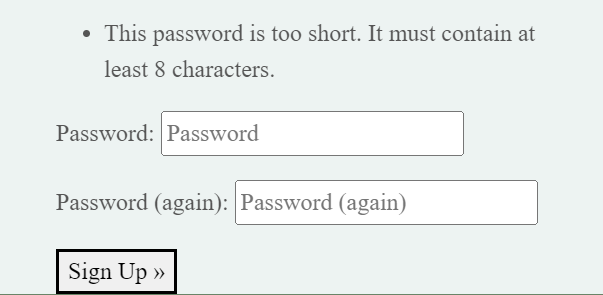 • This password is too short. It must contain at
least 8 characters.
Password: Password
Password (again): Password (again)
Sign Up »